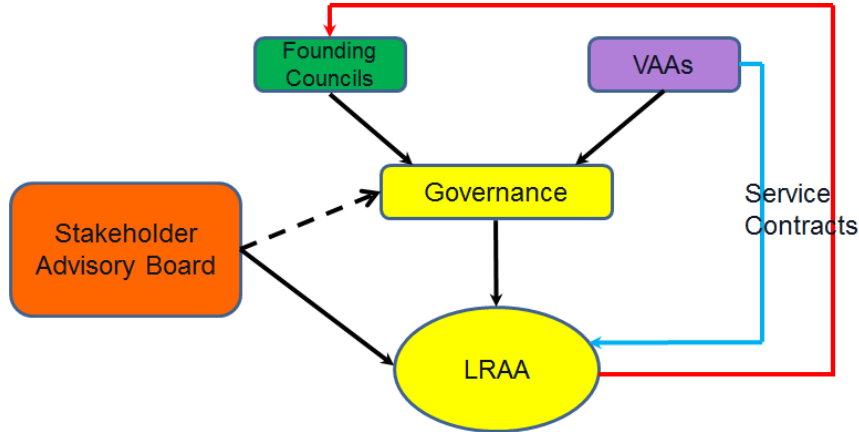 Founding
Councils
VAAs
Governance
Service
Contracts
Stakeholder
Advisory Board
LRAA